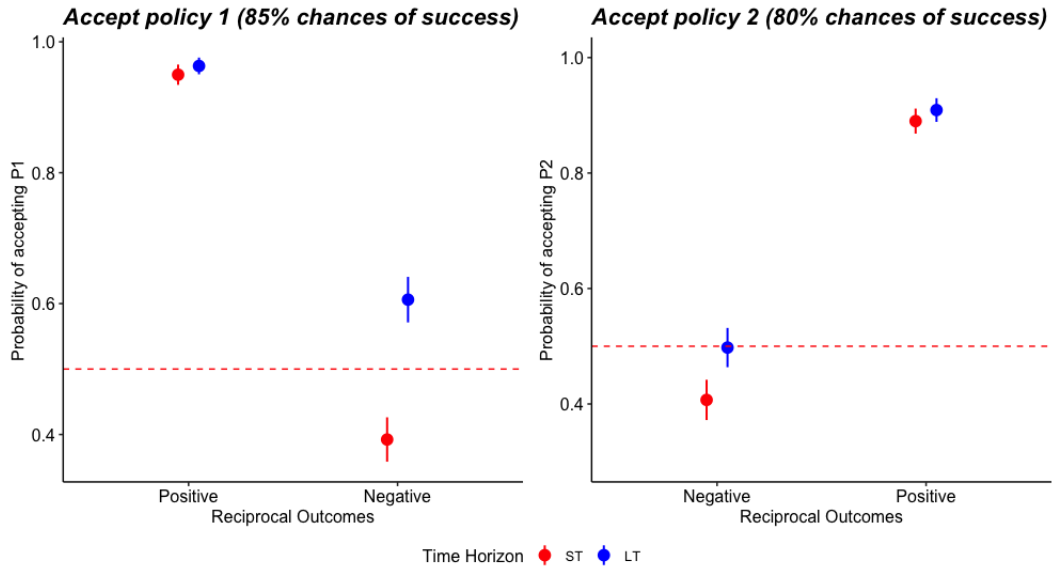 Accept policy 1 (85% chances of success)
Probability of accepting P1
1.0
0.8
0.6
0.4
Positive
Negative
Reciprocal Outcomes
Accept policy 2 (80% chances of success)
Probability of accepting P2
1.0
0.8
0.6
0.4
Negative
Positive
Reciprocal Outcomes
Time Horizon ST LT